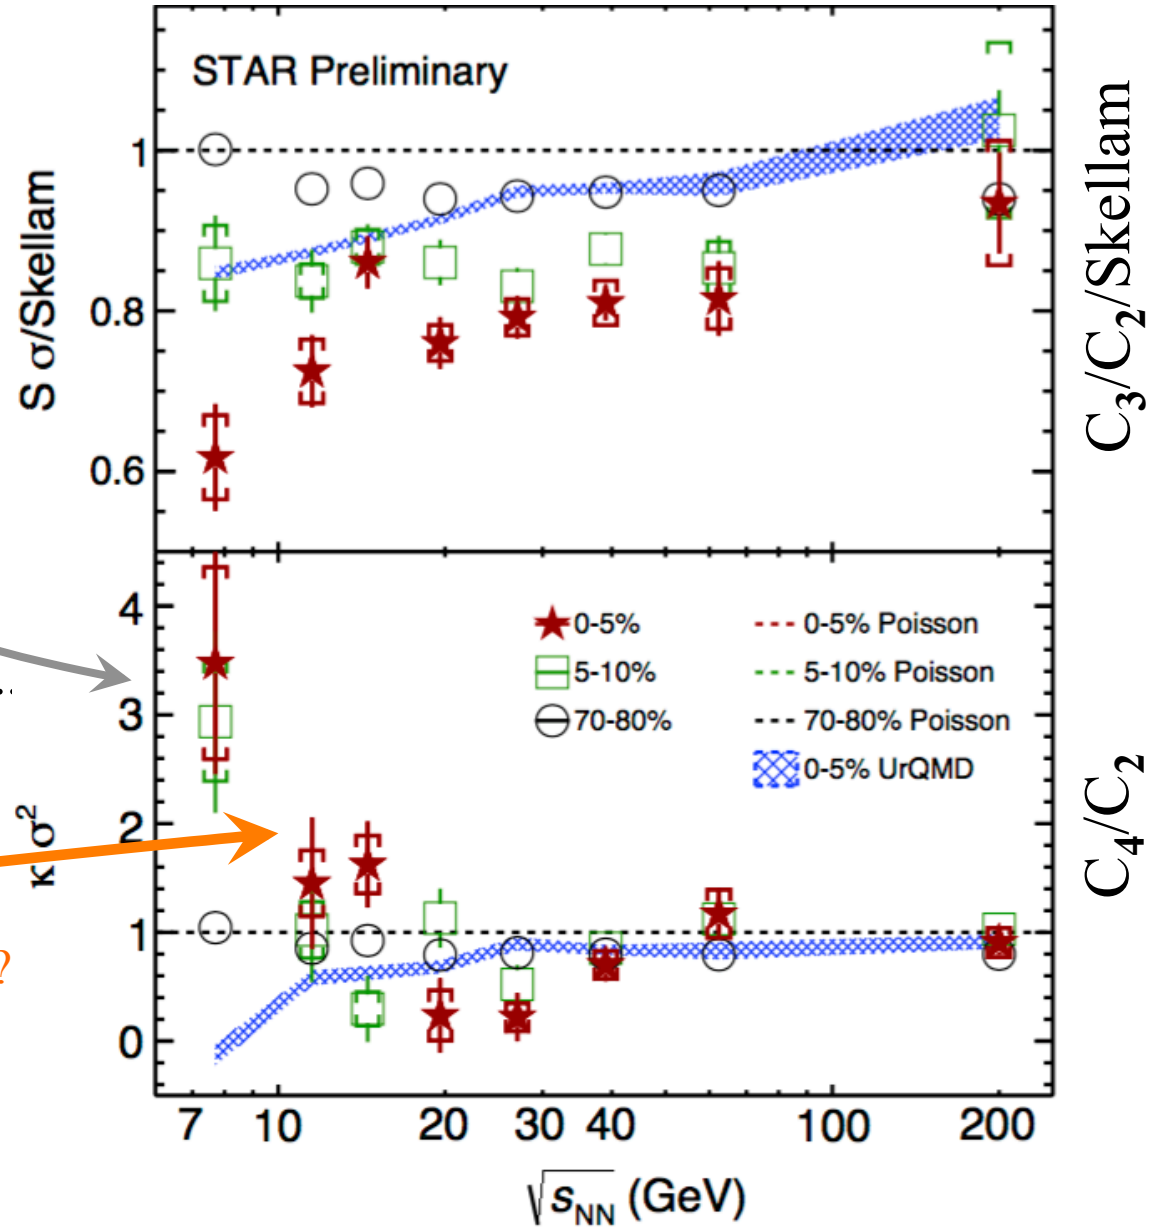 STAR Preliminary
S σ/Skellam
1
0.8
0.6
C₃/C₂/Skellam
κ σ²
4
3
2
1
0
0-5%
5-10%
70-80%
0-5% Poisson
5-10% Poisson
70-80% Poisson
0-5% UrQMD
C₄/C₂
?
7 10 20 30 40 100 200
√sNN (GeV)